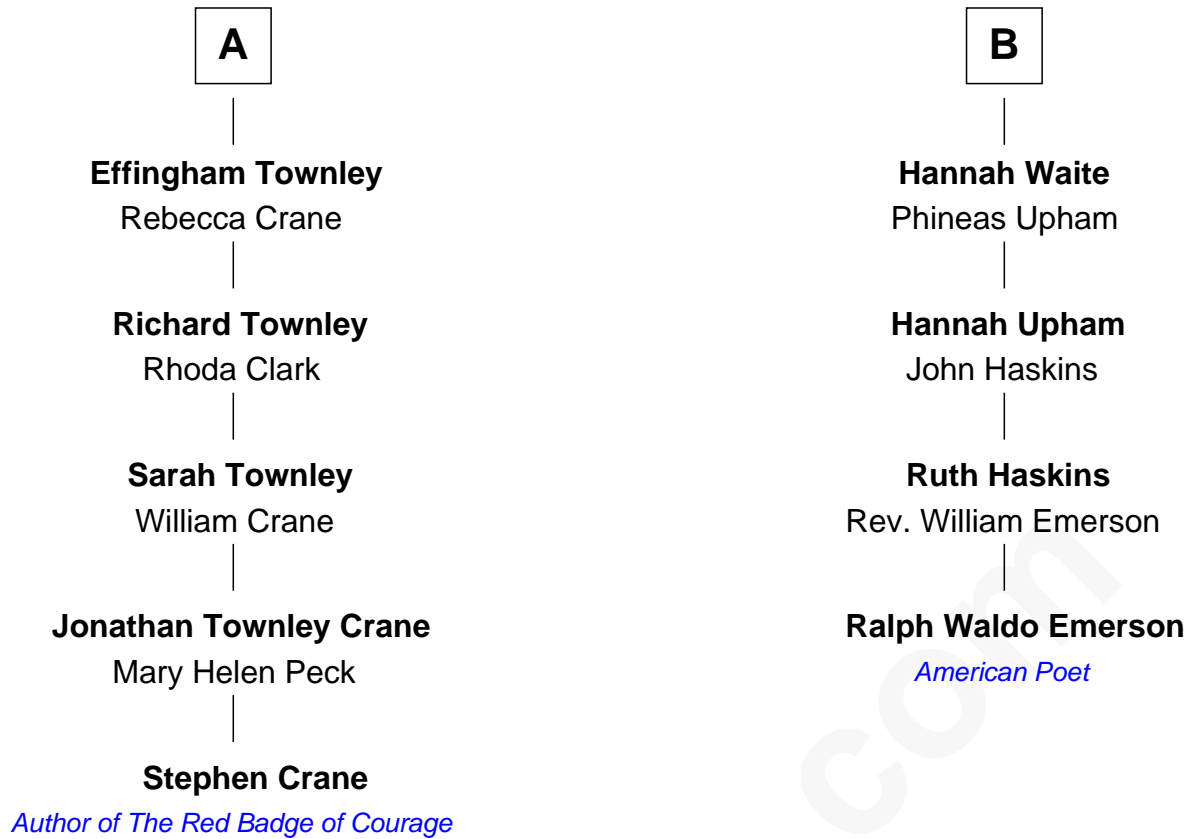 A
Effingham Townley
Rebecca Crane
Richard Townley
Rhoda Clark
Sarah Townley
William Crane
Jonathan Townley Crane
Mary Helen Peck
Stephen Crane
Author of The Red Badge of Courage
B
Hannah Waite
Phineas Upham
Hannah Upham
John Haskins
Ruth Haskins
Rev. William Emerson
Ralph Waldo Emerson
American Poet
com